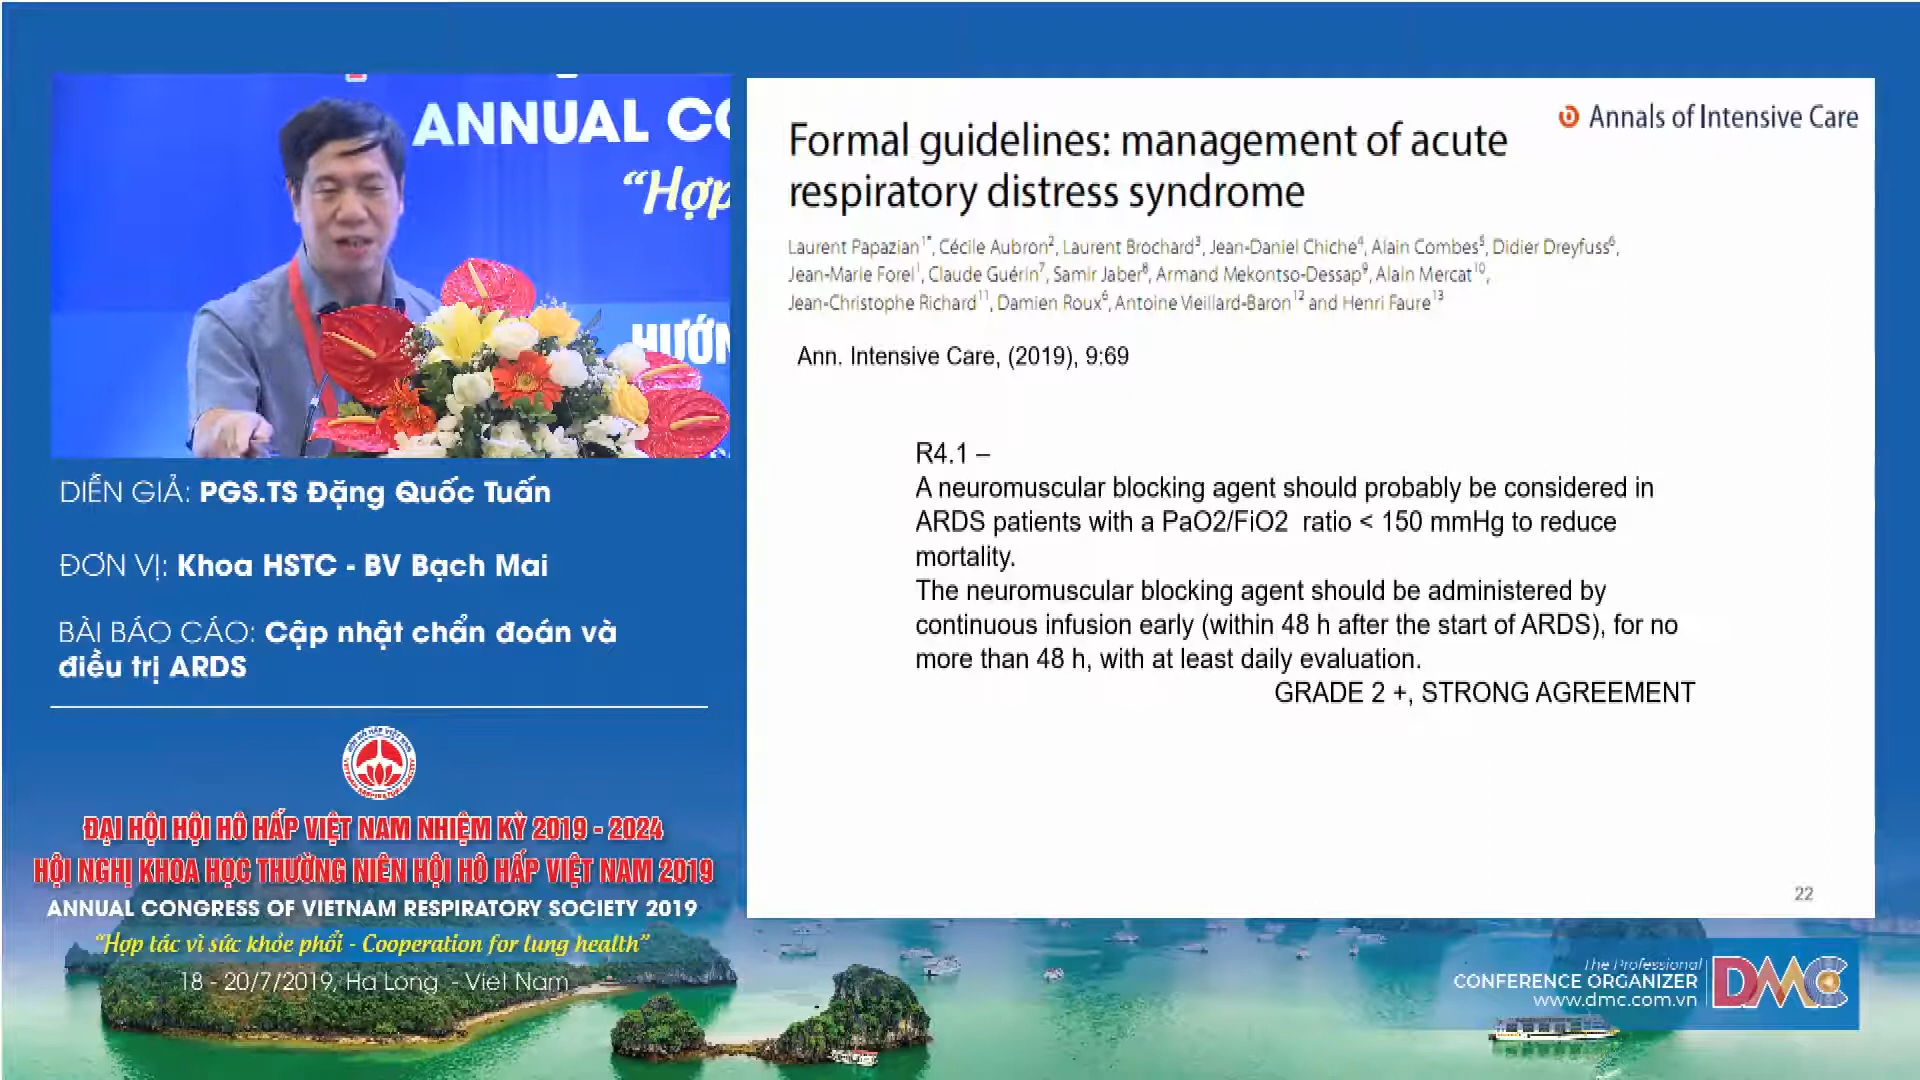 ANNUAL CO
“Hợp
HƯỚN
DIỄN GIẢ: PGS.TS Đặng Quốc Tuấn
ĐƠN VỊ: Khoa HSTC - BV Bạch Mai
BÀI BÁO CÁO: Cập nhật chẩn đoán và
điều trị ARDS
HỘI HÔ HẤP VIỆT NAM
VIETNAM RESPIRATORY SOCIETY
ĐẠI HỘI HỘI HÔ HẤP VIỆT NAM NHIỆM KỲ 2019 - 2024
HỘI NGHỊ KHOA HỌC THƯỜNG NIÊN HỘI HÔ HẤP VIỆT NAM 2019
ANNUAL CONGRESS OF VIETNAM RESPIRATORY SOCIETY 2019
“Hợp tác vì sức khỏe phổi - Cooperation for lung health”
18 - 20/7/2019, Ha Long - Viet Nam
Annals of Intensive Care
Formal guidelines: management of acute
respiratory distress syndrome
Laurent Papazian1*, Cécile Aubron2, Laurent Brochard3, Jean-Daniel Chiche4, Alain Combes5, Didier Dreyfuss6,
Jean-Marie Forel1, Claude Guérin7, Samir Jaber8, Armand Mekontso-Dessap9, Alain Mercat10,
Jean-Christophe Richard11, Damien Roux6, Antoine Vieillard-Baron12 and Henri Faure13
Ann. Intensive Care, (2019), 9:69
R4.1 –
A neuromuscular blocking agent should probably be considered in
ARDS patients with a PaO2/FiO2 ratio < 150 mmHg to reduce
mortality.
The neuromuscular blocking agent should be administered by
continuous infusion early (within 48 h after the start of ARDS), for no
more than 48 h, with at least daily evaluation.
GRADE 2 +, STRONG AGREEMENT
22
The Professional
CONFERENCE ORGANIZER
www.dmc.com.vn
DMC